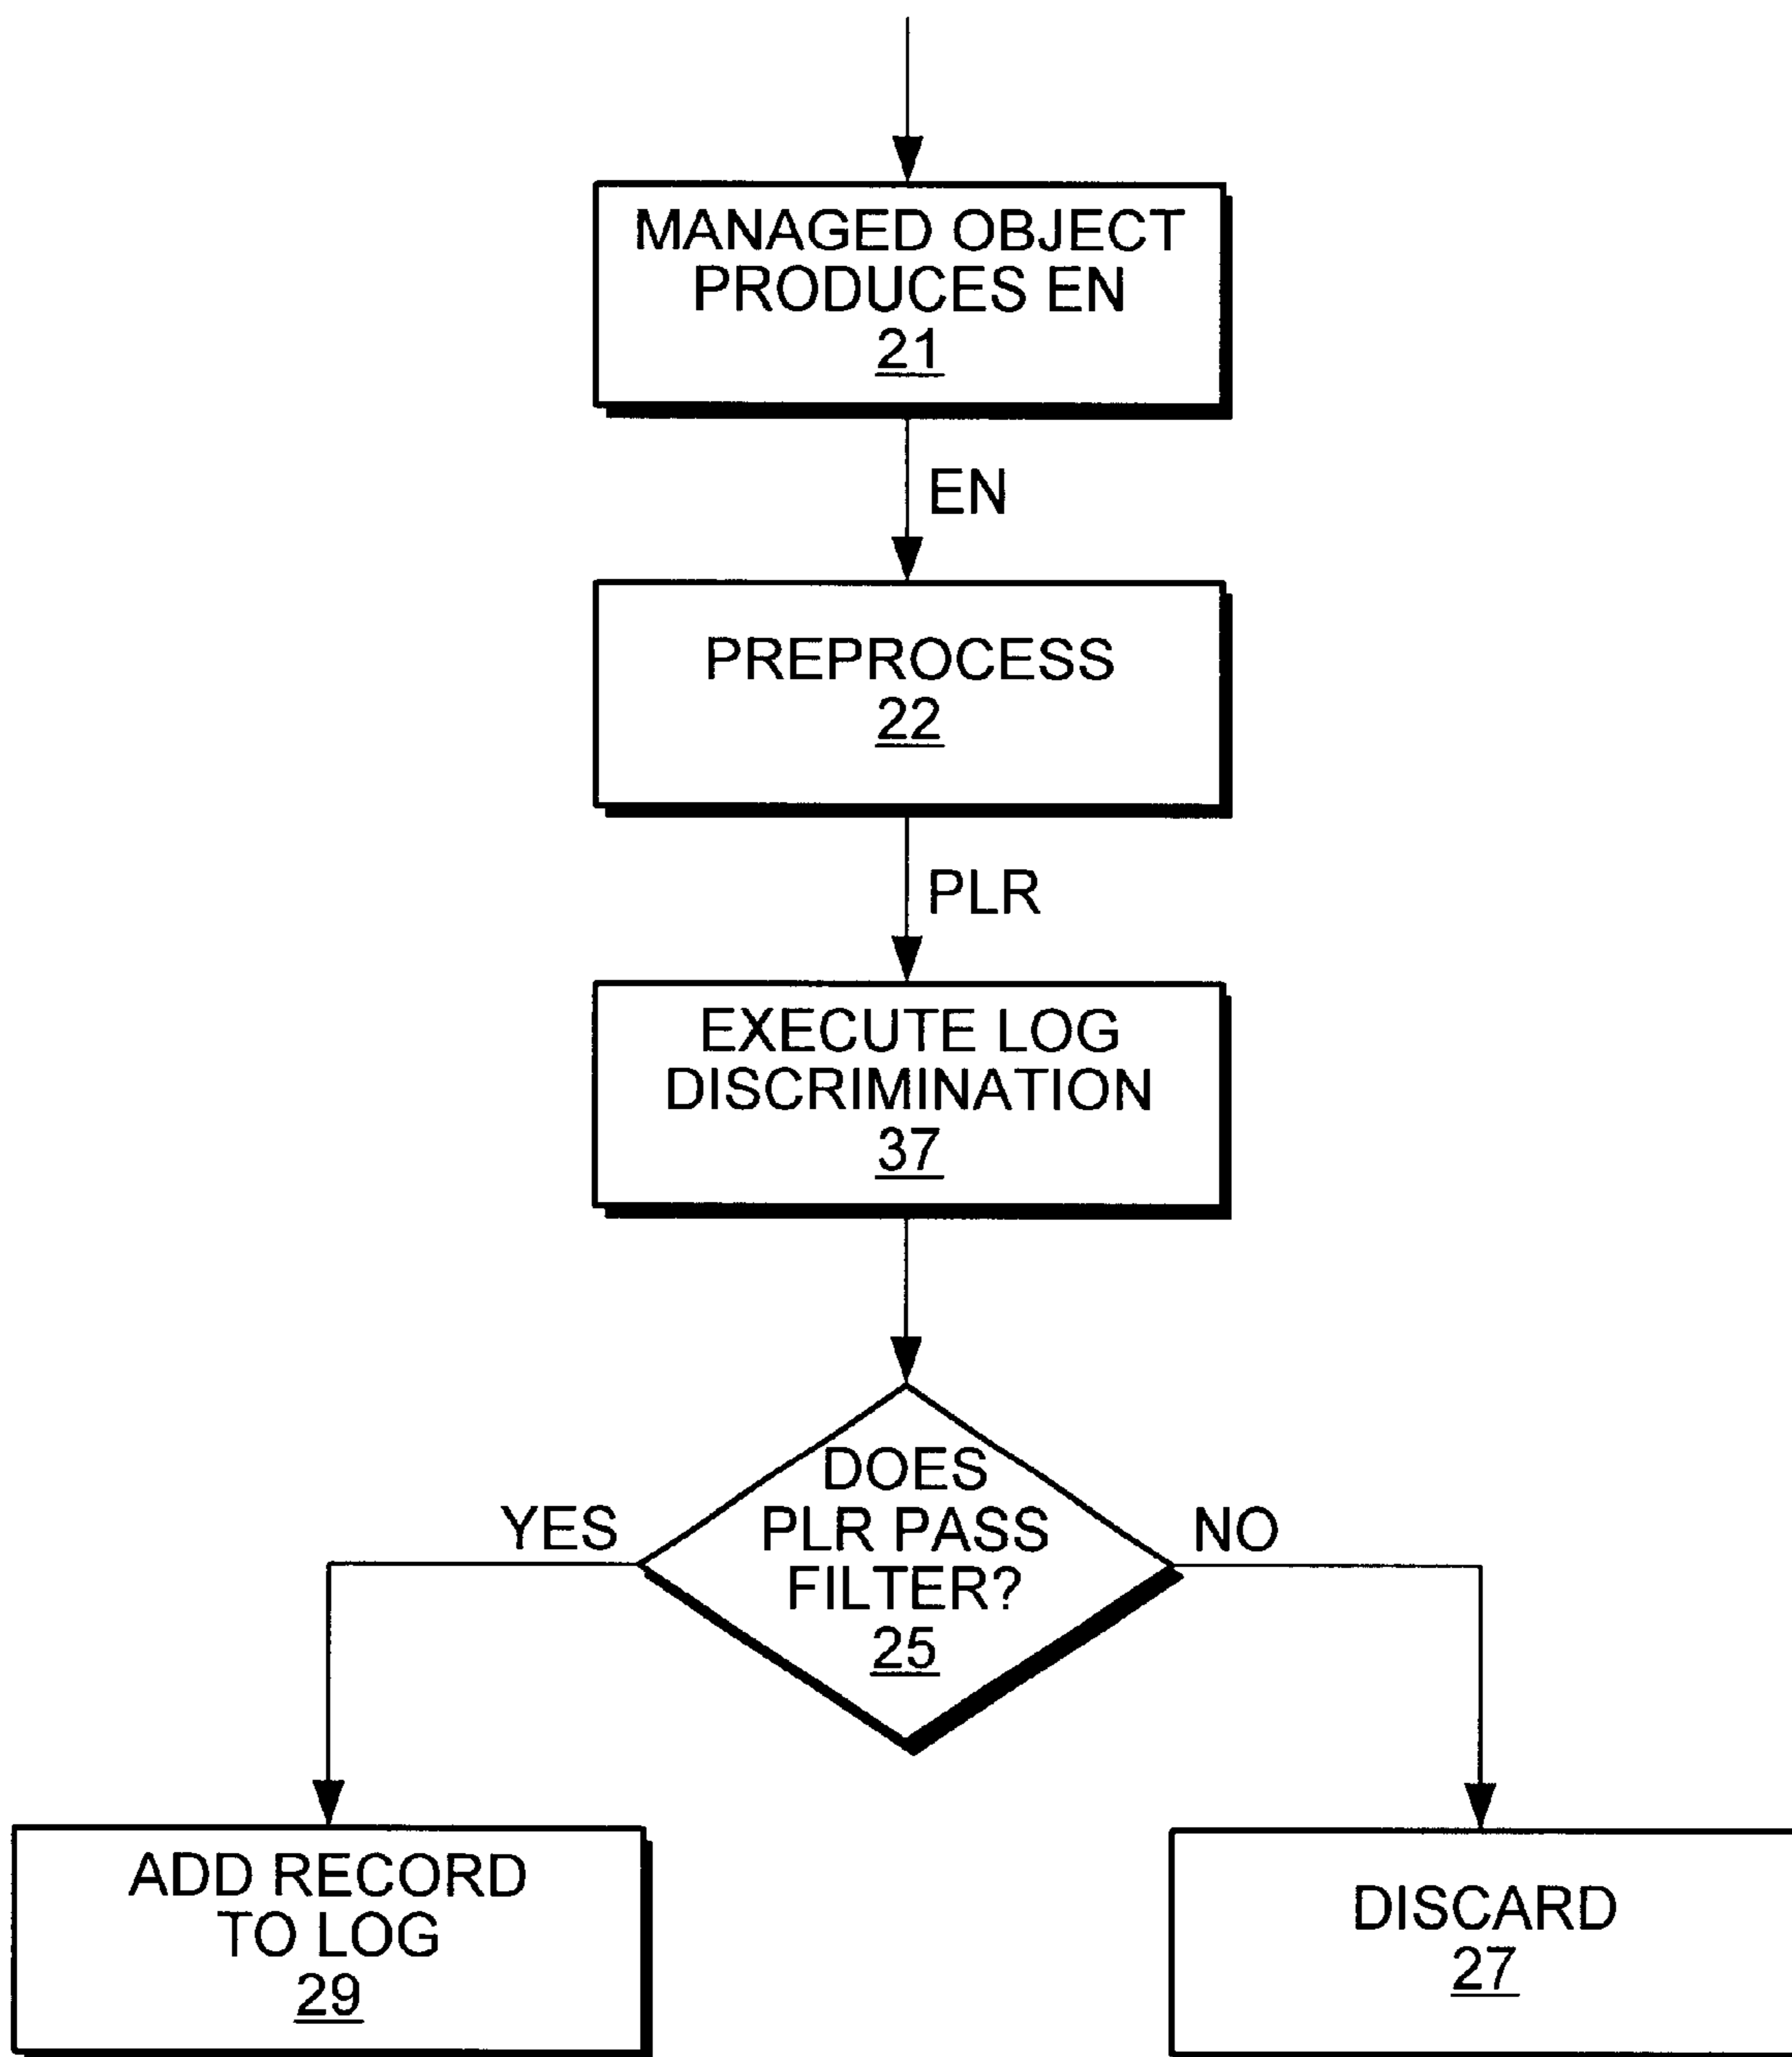 MANAGED OBJECT
PRODUCES EN
21
EN
PREPROCESS
22
PLR
EXECUTE LOG
DISCRIMINATION
37
DOES
PLR PASS
FILTER?
25
YES
NO
ADD RECORD
TO LOG
29
DISCARD
27